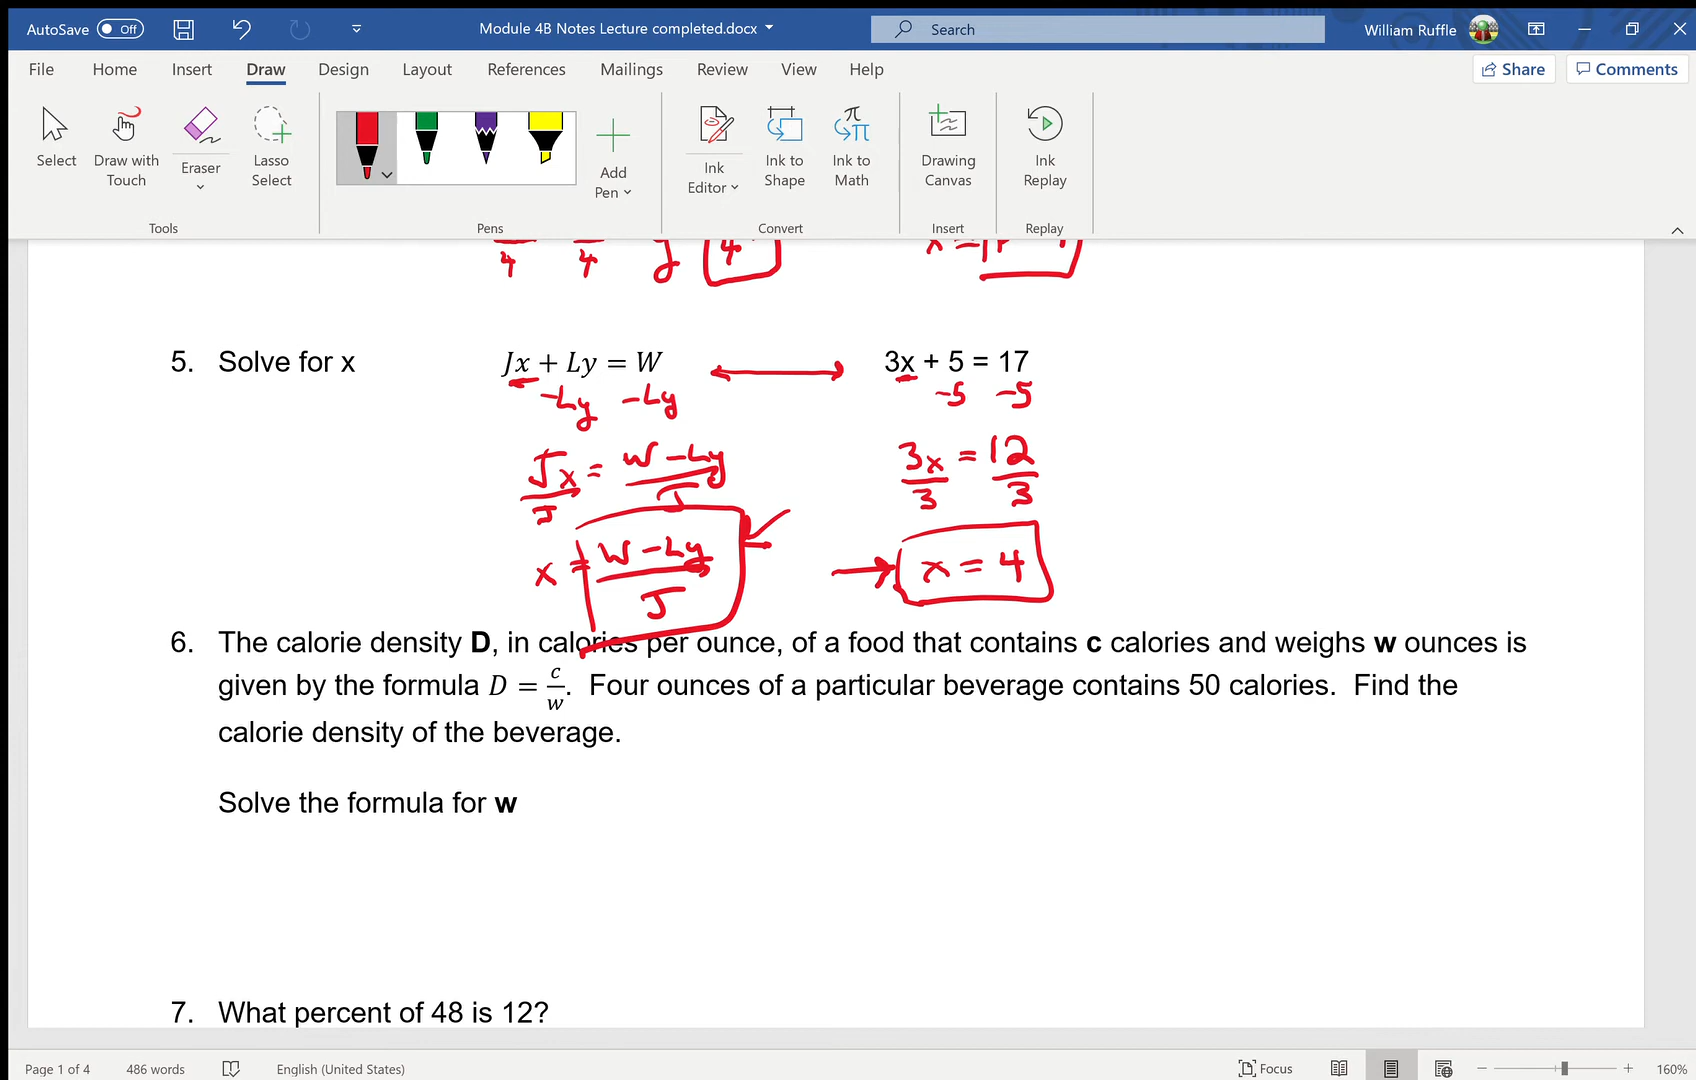 AutoSave Off Module 4B Notes Lecture completed.docx Search William Ruffle
File Home Insert Draw Design Layout References Mailings Review View Help Share Comments
Select Draw with Touch Eraser Lasso Select Add Pen Ink Editor Ink to Shape Ink to Math Drawing Canvas Ink Replay
Tools Pens Convert Insert Replay
4 4 y 4
5. Solve for x Jx + Ly = W 3x + 5 = 17
-Ly -Ly -5 -5
Jx = W - Ly 3x = 12
J J 3 3
x = W - Ly x = 4
J
6. The calorie density D, in calories per ounce, of a food that contains c calories and weighs w ounces is
given by the formula D = c/w. Four ounces of a particular beverage contains 50 calories. Find the
calorie density of the beverage.
Solve the formula for w
7. What percent of 48 is 12?
Page 1 of 4 486 words English (United States) Focus 160%